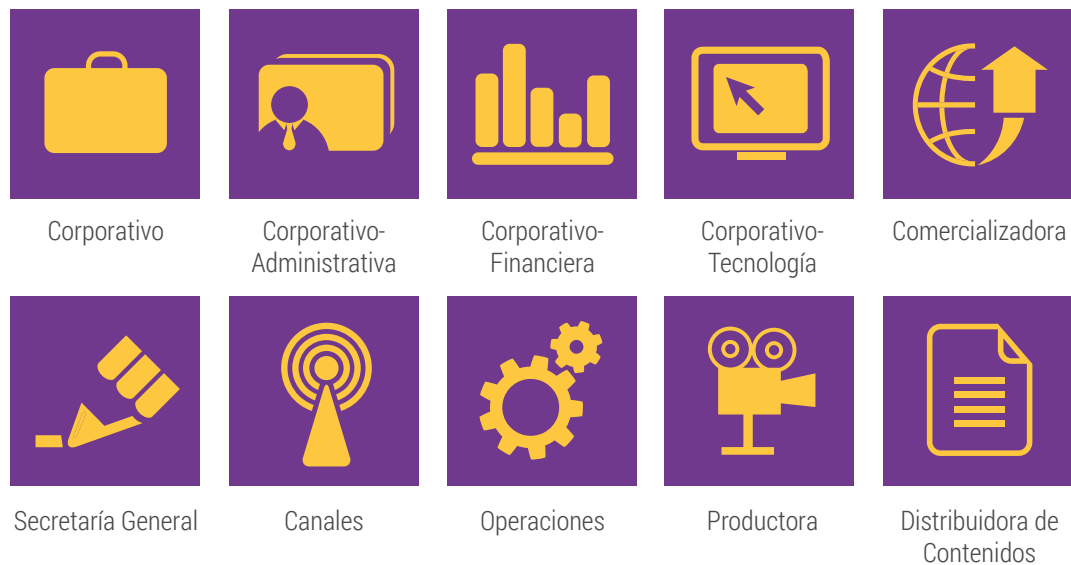 Corporativo
Corporativo-
Administrativa
Corporativo-
Financiera
Corporativo-
Tecnología
Comercializadora
Secretaría General
Canales
Operaciones
Productora
Distribuidora de
Contenidos